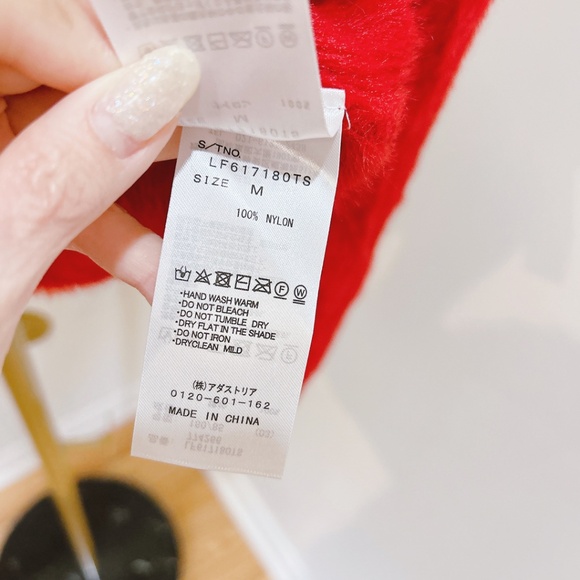 S/TNO.
LF617180TS
SIZE M
100% NYLON
・HAND WASH WARM
・DO NOT BLEACH
・DO NOT TUMBLE DRY
・DRY FLAT IN THE SHADE
・DO NOT IRON
・DRYCLEAN MILD
(株)アダストリア
0120-601-162
MADE IN CHINA